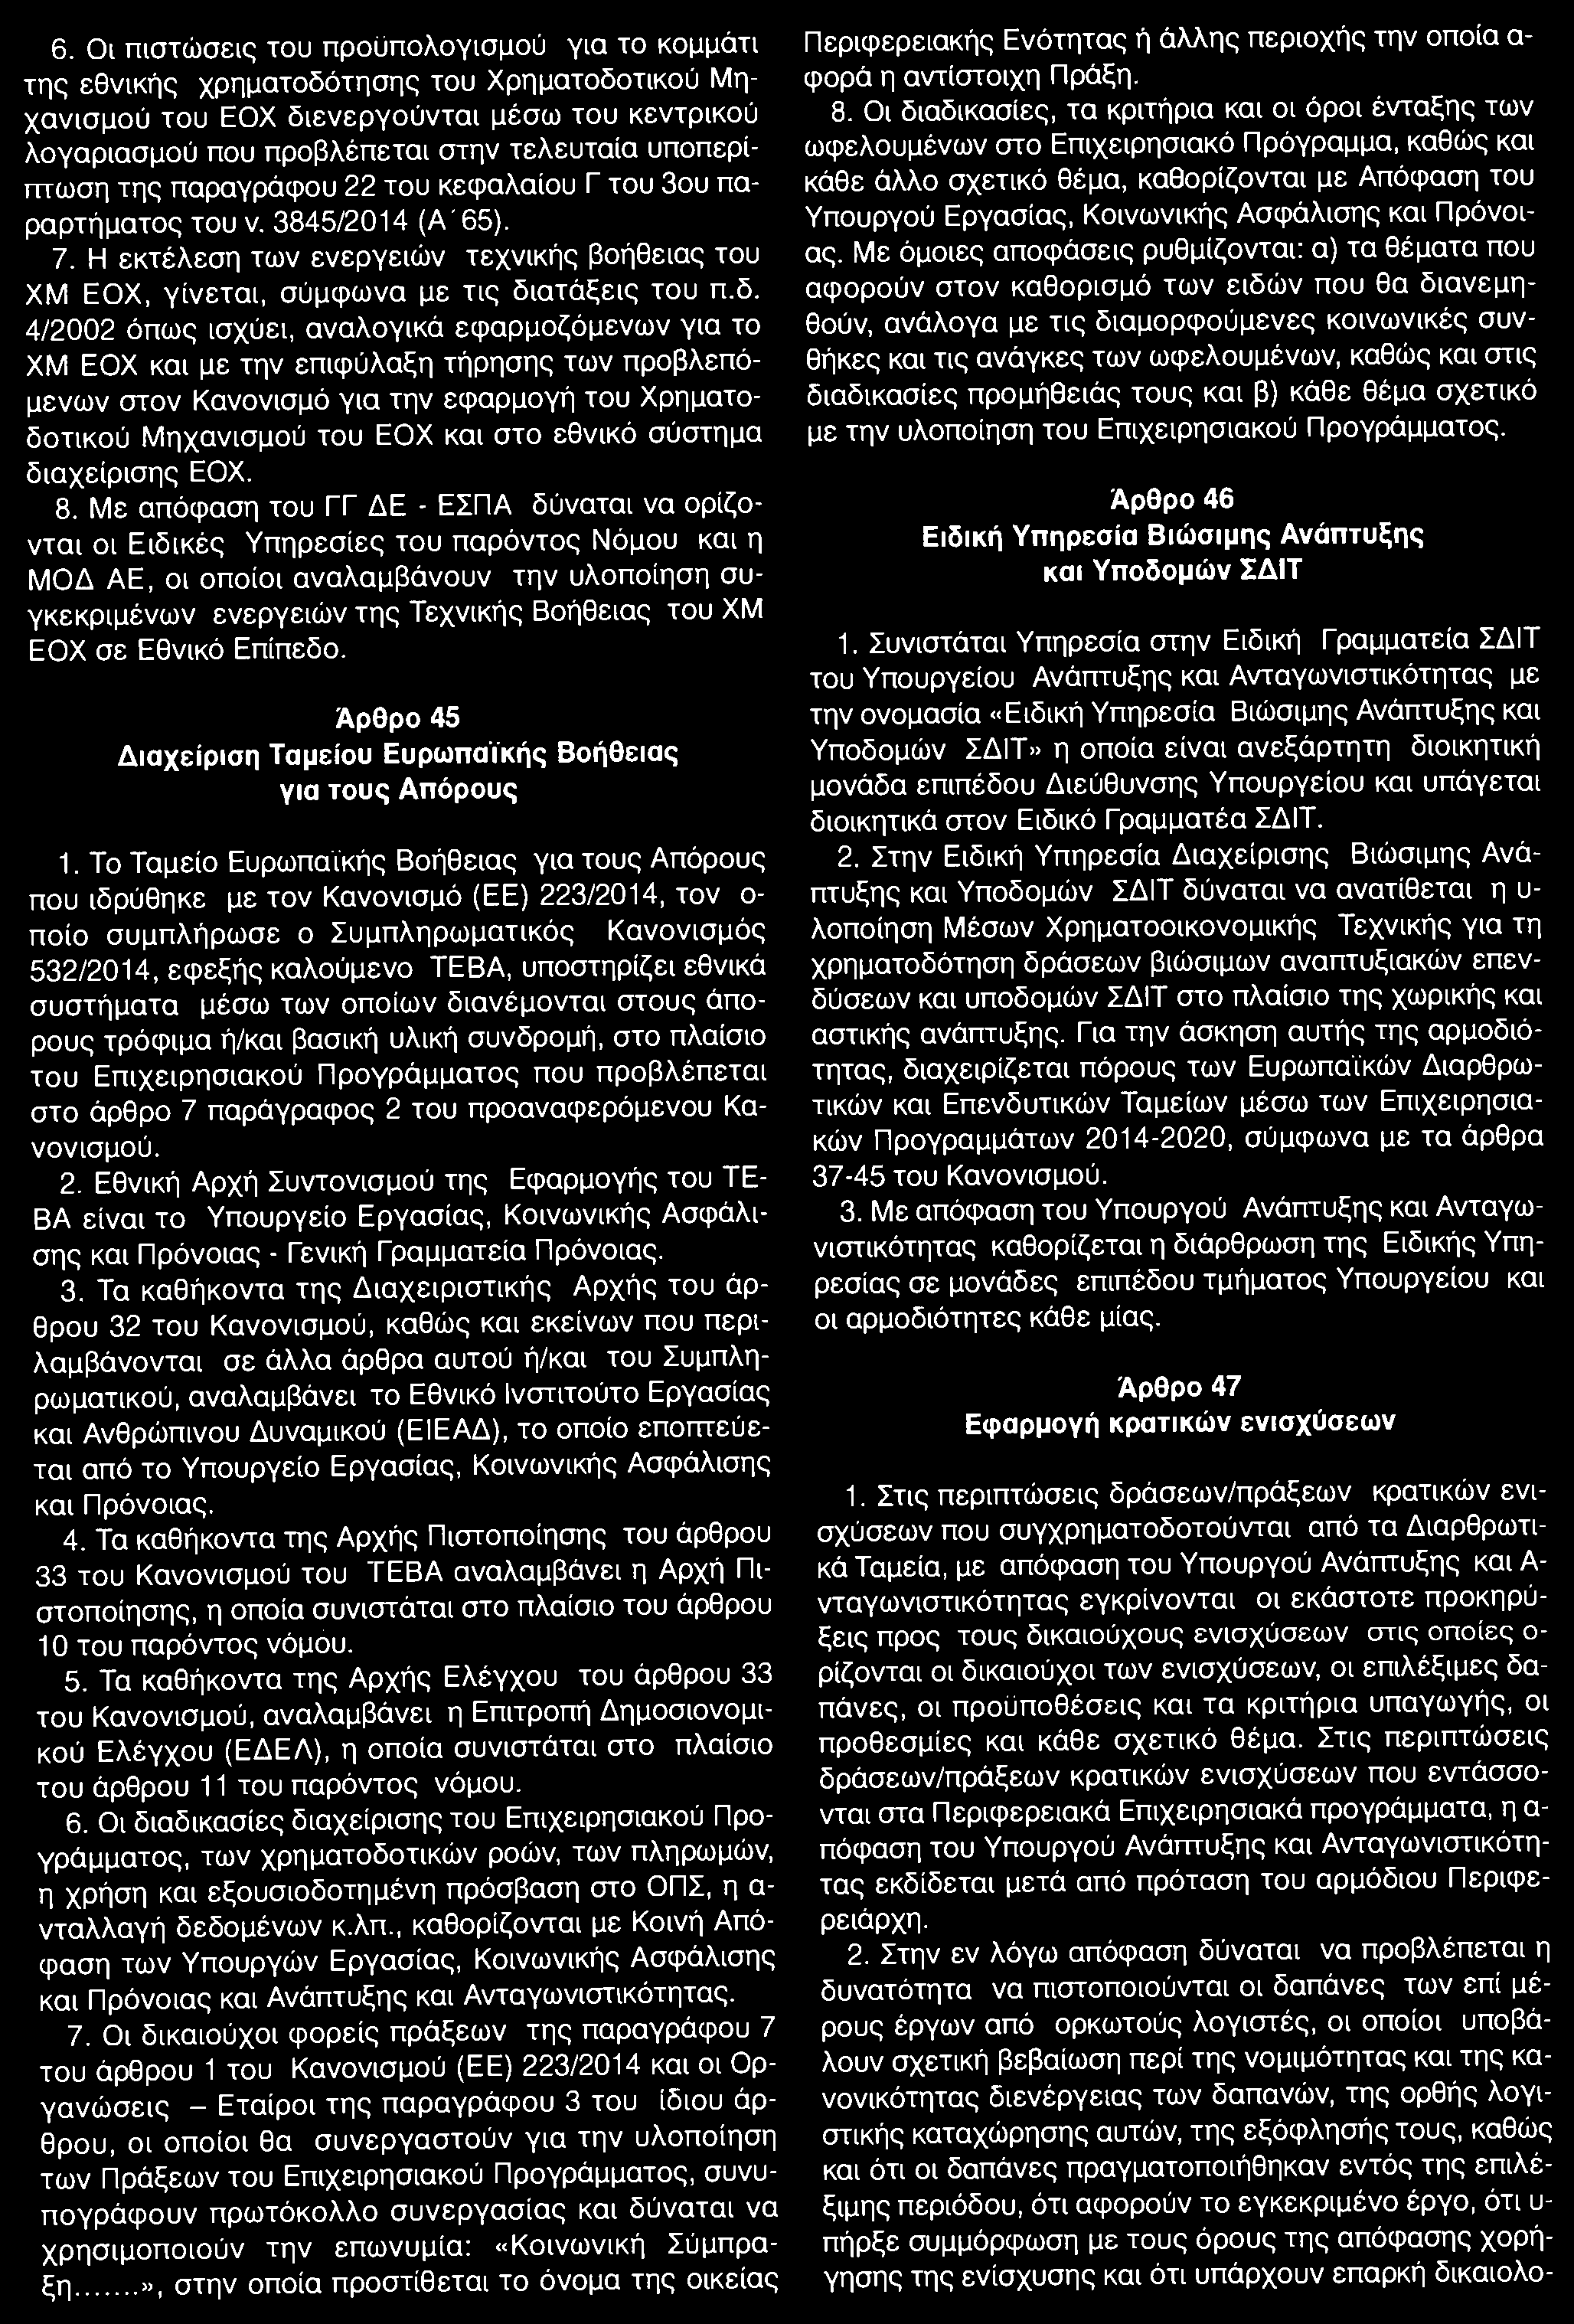 6. Οι πιστώσεις του προϋπολογισμού για το κομμάτι
της εθνικής χρηματοδότησης του Χρηματοδοτικού Μη-
χανισμού του ΕΟΧ διενεργούνται μέσω του κεντρικού
λογαριασμού που προβλέπεται στην τελευταία υποπερί-
πτωση της παραγράφου 22 του κεφαλαίου Γ του 3ου πα-
ραρτήματος του ν. 3845/2014 (Α΄65).
7. Η εκτέλεση των ενεργειών τεχνικής βοήθειας του
ΧΜ ΕΟΧ, γίνεται, σύμφωνα με τις διατάξεις του π.δ.
4/2002 όπως ισχύει, αναλογικά εφαρμοζόμενων για το
ΧΜ ΕΟΧ και με την επιφύλαξη τήρησης των προβλεπό-
μενων στον Κανονισμό για την εφαρμογή του Χρηματο-
δοτικού Μηχανισμού του ΕΟΧ και στο εθνικό σύστημα
διαχείρισης ΕΟΧ.
8. Με απόφαση του ΓΓ ΔΕ - ΕΣΠΑ δύναται να ορίζο-
νται οι Ειδικές Υπηρεσίες του παρόντος Νόμου και η
ΜΟΔ ΑΕ, οι οποίοι αναλαμβάνουν την υλοποίηση συ-
γκεκριμένων ενεργειών της Τεχνικής Βοήθειας του ΧΜ
ΕΟΧ σε Εθνικό Επίπεδο.
Άρθρο 45
Διαχείριση Ταμείου Ευρωπαϊκής Βοήθειας
για τους Απόρους
1. Το Ταμείο Ευρωπαϊκής Βοήθειας για τους Απόρους
που ιδρύθηκε με τον Κανονισμό (ΕΕ) 223/2014, τον ο-
ποίο συμπλήρωσε ο Συμπληρωματικός Κανονισμός
532/2014, εφεξής καλούμενο ΤΕΒΑ, υποστηρίζει εθνικά
συστήματα μέσω των οποίων διανέμονται στους άπο-
ρους τρόφιμα ή/και βασική υλική συνδρομή, στο πλαίσιο
του Επιχειρησιακού Προγράμματος που προβλέπεται
στο άρθρο 7 παράγραφος 2 του προαναφερόμενου Κα-
νονισμού.
2. Εθνική Αρχή Συντονισμού της Εφαρμογής του ΤΕ-
ΒΑ είναι το Υπουργείο Εργασίας, Κοινωνικής Ασφάλι-
σης και Πρόνοιας - Γενική Γραμματεία Πρόνοιας.
3. Τα καθήκοντα της Διαχειριστικής Αρχής του άρ-
θρου 32 του Κανονισμού, καθώς και εκείνων που περι-
λαμβάνονται σε άλλα άρθρα αυτού ή/και του Συμπλη-
ρωματικού, αναλαμβάνει το Εθνικό Ινστιτούτο Εργασίας
και Ανθρώπινου Δυναμικού (ΕΙΕΑΔ), το οποίο εποπτεύε-
ται από το Υπουργείο Εργασίας, Κοινωνικής Ασφάλισης
και Πρόνοιας.
4. Τα καθήκοντα της Αρχής Πιστοποίησης του άρθρου
33 του Κανονισμού του ΤΕΒΑ αναλαμβάνει η Αρχή Πι-
στοποίησης, η οποία συνιστάται στο πλαίσιο του άρθρου
10 του παρόντος νόμου.
5. Τα καθήκοντα της Αρχής Ελέγχου του άρθρου 33
του Κανονισμού, αναλαμβάνει η Επιτροπή Δημοσιονομι-
κού Ελέγχου (ΕΔΕΛ), η οποία συνιστάται στο πλαίσιο
του άρθρου 11 του παρόντος νόμου.
6. Οι διαδικασίες διαχείρισης του Επιχειρησιακού Προ-
γράμματος, των χρηματοδοτικών ροών, των πληρωμών,
η χρήση και εξουσιοδοτημένη πρόσβαση στο ΟΠΣ, η α-
νταλλαγή δεδομένων κ.λπ., καθορίζονται με Κοινή Από-
φαση των Υπουργών Εργασίας, Κοινωνικής Ασφάλισης
και Πρόνοιας και Ανάπτυξης και Ανταγωνιστικότητας.
7. Οι δικαιούχοι φορείς πράξεων της παραγράφου 7
του άρθρου 1 του Κανονισμού (ΕΕ) 223/2014 και οι Ορ-
γανώσεις – Εταίροι της παραγράφου 3 του ίδιου άρ-
θρου, οι οποίοι θα συνεργαστούν για την υλοποίηση
των Πράξεων του Επιχειρησιακού Προγράμματος, συνυ-
πογράφουν πρωτόκολλο συνεργασίας και δύναται να
χρησιμοποιούν την επωνυμία: «Κοινωνική Σύμπρα-
ξη.......», στην οποία προστίθεται το όνομα της οικείας
Περιφερειακής Ενότητας ή άλλης περιοχής την οποία α-
φορά η αντίστοιχη Πράξη.
8. Οι διαδικασίες, τα κριτήρια και οι όροι ένταξης των
ωφελουμένων στο Επιχειρησιακό Πρόγραμμα, καθώς και
κάθε άλλο σχετικό θέμα, καθορίζονται με Απόφαση του
Υπουργού Εργασίας, Κοινωνικής Ασφάλισης και Πρόνοι-
ας. Με όμοιες αποφάσεις ρυθμίζονται: α) τα θέματα που
αφορούν στον καθορισμό των ειδών που θα διανεμη-
θούν, ανάλογα με τις διαμορφούμενες κοινωνικές συν-
θήκες και τις ανάγκες των ωφελουμένων, καθώς και στις
διαδικασίες προμήθειάς τους και β) κάθε θέμα σχετικό
με την υλοποίηση του Επιχειρησιακού Προγράμματος.
Άρθρο 46
Ειδική Υπηρεσία Βιώσιμης Ανάπτυξης
και Υποδομών ΣΔΙΤ
1. Συνιστάται Υπηρεσία στην Ειδική Γραμματεία ΣΔΙΤ
του Υπουργείου Ανάπτυξης και Ανταγωνιστικότητας με
την ονομασία «Ειδική Υπηρεσία Βιώσιμης Ανάπτυξης και
Υποδομών ΣΔΙΤ» η οποία είναι ανεξάρτητη διοικητική
μονάδα επιπέδου Διεύθυνσης Υπουργείου και υπάγεται
διοικητικά στον Ειδικό Γραμματέα ΣΔΙΤ.
2. Στην Ειδική Υπηρεσία Διαχείρισης Βιώσιμης Ανά-
πτυξης και Υποδομών ΣΔΙΤ δύναται να ανατίθεται η υ-
λοποίηση Μέσων Χρηματοοικονομικής Τεχνικής για τη
χρηματοδότηση δράσεων βιώσιμων αναπτυξιακών επεν-
δύσεων και υποδομών ΣΔΙΤ στο πλαίσιο της χωρικής και
αστικής ανάπτυξης. Για την άσκηση αυτής της αρμοδιό-
τητας, διαχειρίζεται πόρους των Ευρωπαϊκών Διαρθρω-
τικών και Επενδυτικών Ταμείων μέσω των Επιχειρησια-
κών Προγραμμάτων 2014-2020, σύμφωνα με τα άρθρα
37-45 του Κανονισμού.
3. Με απόφαση του Υπουργού Ανάπτυξης και Ανταγω-
νιστικότητας καθορίζεται η διάρθρωση της Ειδικής Υπη-
ρεσίας σε μονάδες επιπέδου τμήματος Υπουργείου και
οι αρμοδιότητες κάθε μίας.
Άρθρο 47
Εφαρμογή κρατικών ενισχύσεων
1. Στις περιπτώσεις δράσεων/πράξεων κρατικών ενι-
σχύσεων που συγχρηματοδοτούνται από τα Διαρθρωτι-
κά Ταμεία, με απόφαση του Υπουργού Ανάπτυξης και Α-
νταγωνιστικότητας εγκρίνονται οι εκάστοτε προκηρύ-
ξεις προς τους δικαιούχους ενισχύσεων στις οποίες ο-
ρίζονται οι δικαιούχοι των ενισχύσεων, οι επιλέξιμες δα-
πάνες, οι προϋποθέσεις και τα κριτήρια υπαγωγής, οι
προθεσμίες και κάθε σχετικό θέμα. Στις περιπτώσεις
δράσεων/πράξεων κρατικών ενισχύσεων που εντάσσο-
νται στα Περιφερειακά Επιχειρησιακά προγράμματα, η α-
πόφαση του Υπουργού Ανάπτυξης και Ανταγωνιστικότη-
τας εκδίδεται μετά από πρόταση του αρμόδιου Περιφε-
ρειάρχη.
2. Στην εν λόγω απόφαση δύναται να προβλέπεται η
δυνατότητα να πιστοποιούνται οι δαπάνες των επί μέ-
ρους έργων από ορκωτούς λογιστές, οι οποίοι υποβά-
λουν σχετική βεβαίωση περί της νομιμότητας και της κα-
νονικότητας διενέργειας των δαπανών, της ορθής λογι-
στικής καταχώρησης αυτών, της εξόφλησής τους, καθώς
και ότι οι δαπάνες πραγματοποιήθηκαν εντός της επιλέ-
ξιμης περιόδου, ότι αφορούν το εγκεκριμένο έργο, ότι υ-
πήρξε συμμόρφωση με τους όρους της απόφασης χορή-
γησης της ενίσχυσης και ότι υπάρχουν επαρκή δικαιολο-